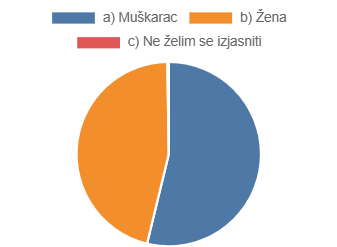 a) Muškarac b) Žena
c) Ne želim se izjasniti